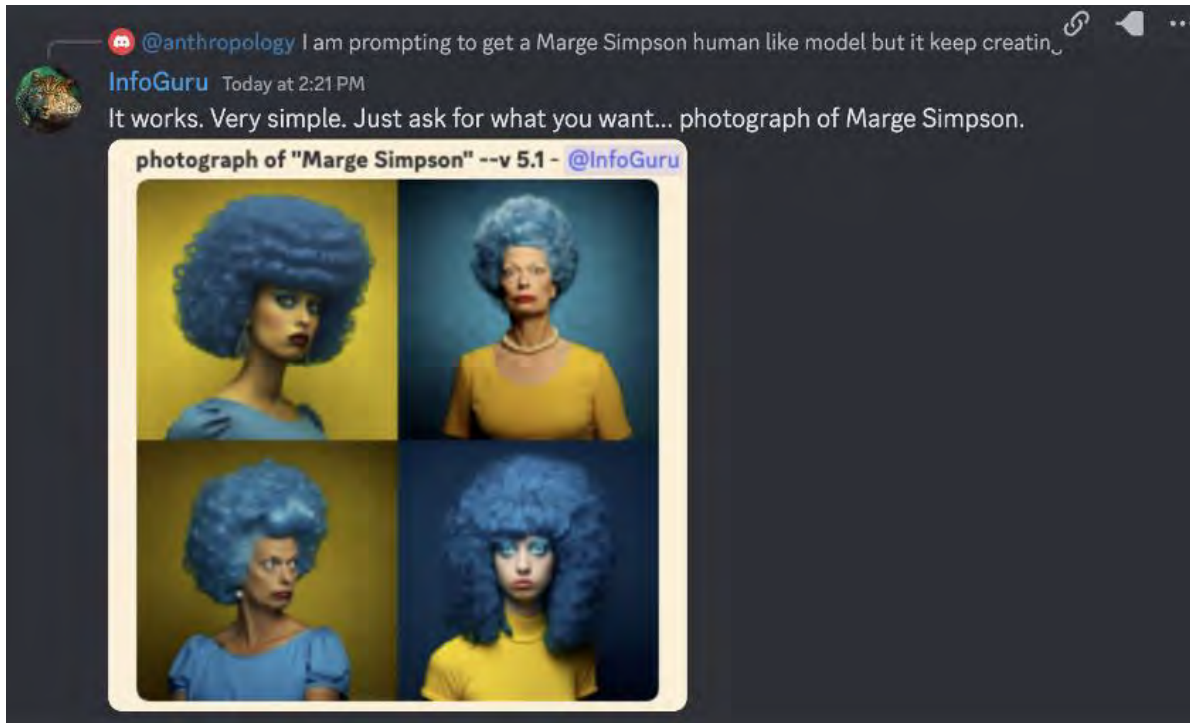 @anthropology I am prompting to get a Marge Simpson human like model but it keep creatin
InfoGuru Today at 2:21 PM
It works. Very simple. Just ask for what you want... photograph of Marge Simpson.
photograph of "Marge Simpson" --v 5.1 - @InfoGuru